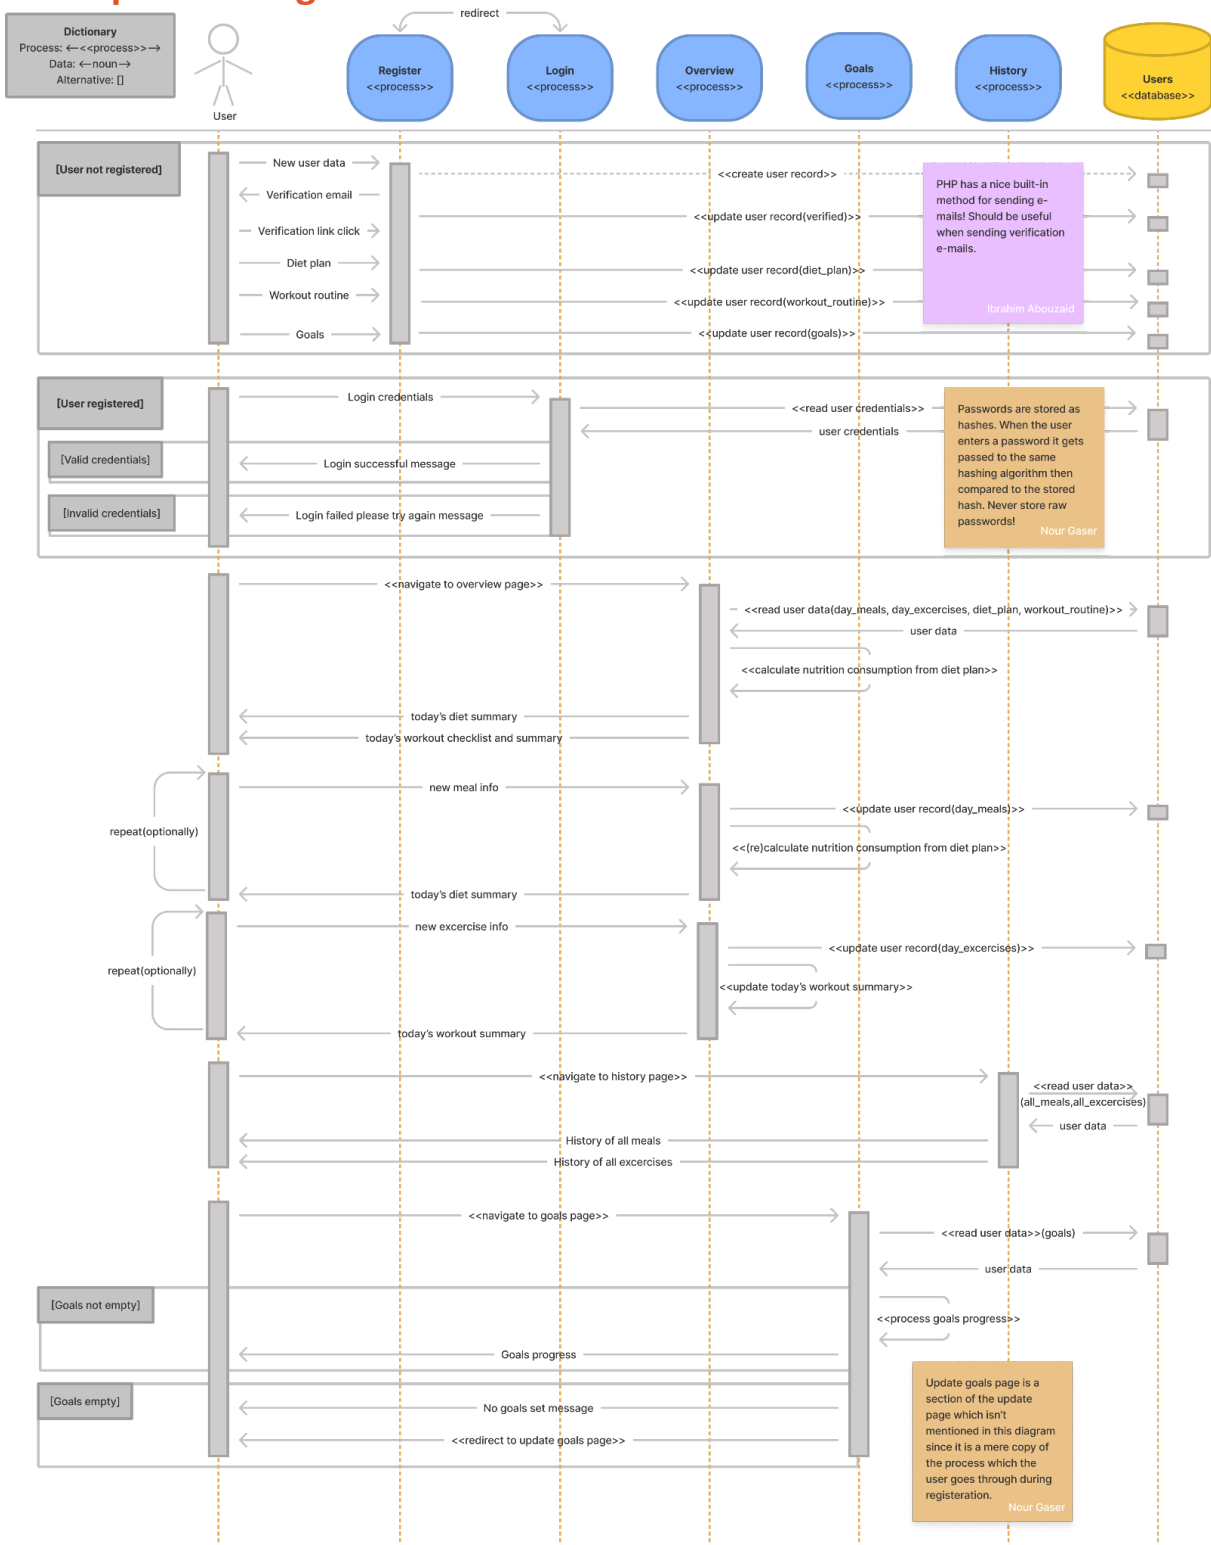 redirect
Dictionary
Process: <--<<process>>-->
Data: <--noun-->
Alternative: []
User
Register
<<process>>
Login
<<process>>
Overview
<<process>>
Goals
<<process>>
History
<<process>>
Users
<<database>>
[User not registered]
New user data
<<create user record>>
Verification email
<<update user record(verified)>>
Verification link click
Diet plan
<<update user record(diet_plan)>>
Workout routine
<<update user record(workout_routine)>>
Goals
<<update user record(goals)>>
PHP has a nice built-in
method for sending e-
mails! Should be useful
when sending verification
e-mails.
Ibrahim Abouzaid
[User registered]
Login credentials
<<read user credentials>>
user credentials
[Valid credentials]
Login successful message
[Invalid credentials]
Login failed please try again message
Passwords are stored as
hashes. When the user
enters a password it gets
passed to the same
hashing algorithm then
compared to the stored
hash. Never store raw
passwords!
Nour Gaser
<<navigate to overview page>>
<<read user data(day_meals, day_excercises, diet_plan, workout_routine)>>
user data
<<calculate nutrition consumption from diet plan>>
today's diet summary
today's workout checklist and summary
new meal info
<<update user record(day_meals)>>
repeat(optionally)
<<(re)calculate nutrition consumption from diet plan>>
today's diet summary
new excercise info
<<update user record(day_excercises)>>
repeat(optionally)
<<update today's workout summary>>
today's workout summary
<<navigate to history page>>
<<read user data>>
(all_meals,all_excercises)
user data
History of all meals
History of all excercises
<<navigate to goals page>>
<<read user data>>(goals)
user data
[Goals not empty]
<<process goals progress>>
Goals progress
[Goals empty]
No goals set message
<<redirect to update goals page>>
Update goals page is a
section of the update
page which isn't
mentioned in this diagram
since it is a mere copy of
the process which the
user goes through during
registeration.
Nour Gaser